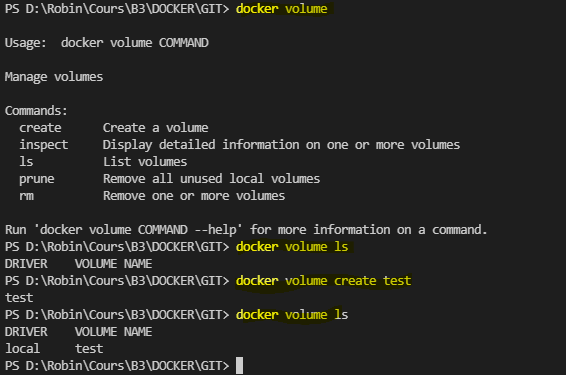 PS D:\Robin\Cours\B3\DOCKER\GIT> docker volume
Usage:  docker volume COMMAND
Manage volumes
Commands:
  create      Create a volume
  inspect     Display detailed information on one or more volumes
  ls          List volumes
  prune       Remove all unused local volumes
  rm          Remove one or more volumes
Run 'docker volume COMMAND --help' for more information on a command.
PS D:\Robin\Cours\B3\DOCKER\GIT> docker volume ls
DRIVER    VOLUME NAME
PS D:\Robin\Cours\B3\DOCKER\GIT> docker volume create test
test
PS D:\Robin\Cours\B3\DOCKER\GIT> docker volume ls
DRIVER    VOLUME NAME
local     test
PS D:\Robin\Cours\B3\DOCKER\GIT>